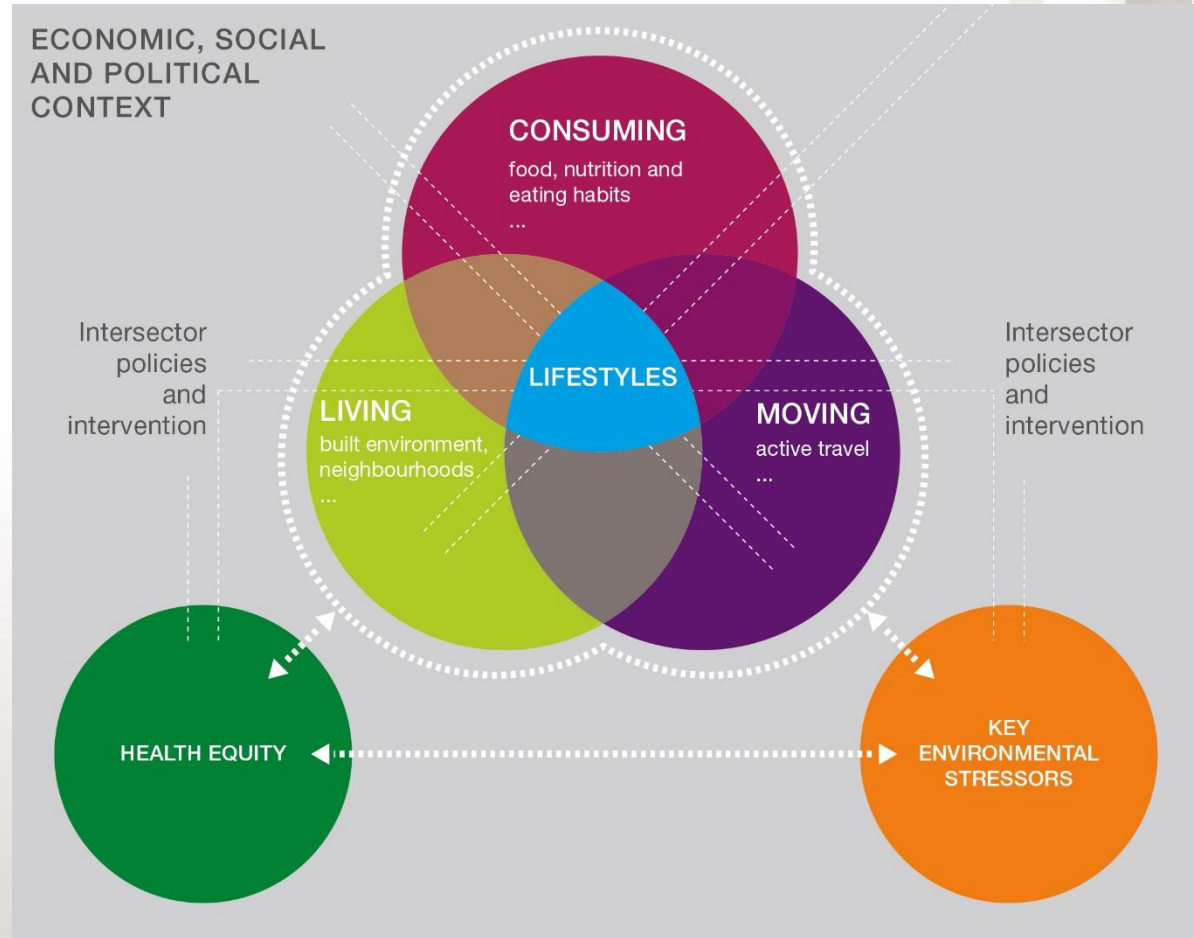 ECONOMIC, SOCIAL
AND POLITICAL
CONTEXT
CONSUMING
food, nutrition and
eating habits
...
Intersector
policies
and
intervention
LIFESTYLES
LIVING
built environment,
neighbourhoods
...
MOVING
active travel
...
Intersector
policies
and
intervention
HEALTH EQUITY
KEY
ENVIRONMENTAL
STRESSORS